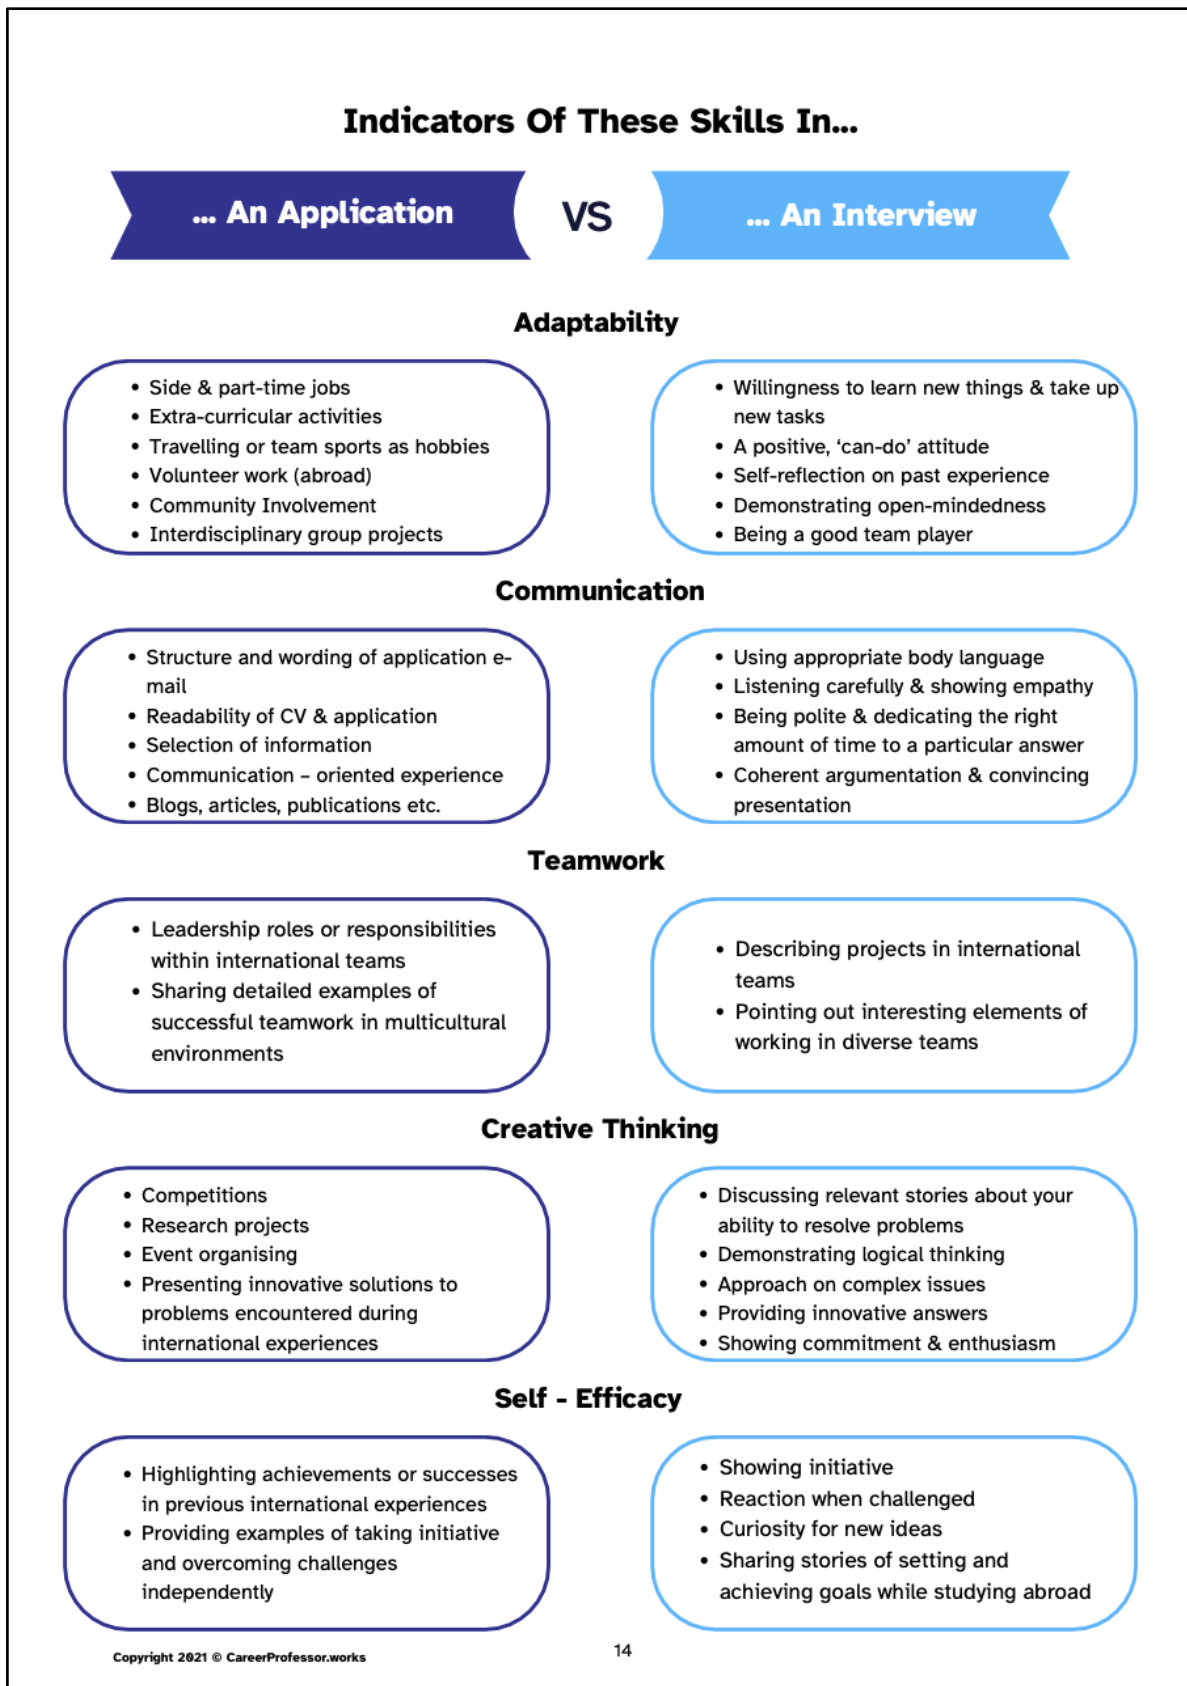 Indicators Of These Skills In...
... An Application
VS
... An Interview
Adaptability
• Side & part-time jobs
• Extra-curricular activities
• Travelling or team sports as hobbies
• Volunteer work (abroad)
• Community Involvement
• Interdisciplinary group projects
• Willingness to learn new things & take up
new tasks
• A positive, ‘can-do’ attitude
• Self-reflection on past experience
• Demonstrating open-mindedness
• Being a good team player
Communication
• Structure and wording of application e-
mail
• Readability of CV & application
• Selection of information
• Communication – oriented experience
• Blogs, articles, publications etc.
• Using appropriate body language
• Listening carefully & showing empathy
• Being polite & dedicating the right
amount of time to a particular answer
• Coherent argumentation & convincing
presentation
Teamwork
• Leadership roles or responsibilities
within international teams
• Sharing detailed examples of
successful teamwork in multicultural
environments
• Describing projects in international
teams
• Pointing out interesting elements of
working in diverse teams
Creative Thinking
• Competitions
• Research projects
• Event organising
• Presenting innovative solutions to
problems encountered during
international experiences
• Discussing relevant stories about your
ability to resolve problems
• Demonstrating logical thinking
• Approach on complex issues
• Providing innovative answers
• Showing commitment & enthusiasm
Self - Efficacy
• Highlighting achievements or successes
in previous international experiences
• Providing examples of taking initiative
and overcoming challenges
independently
• Showing initiative
• Reaction when challenged
• Curiosity for new ideas
• Sharing stories of setting and
achieving goals while studying abroad
Copyright 2021 © CareerProfessor.works
14